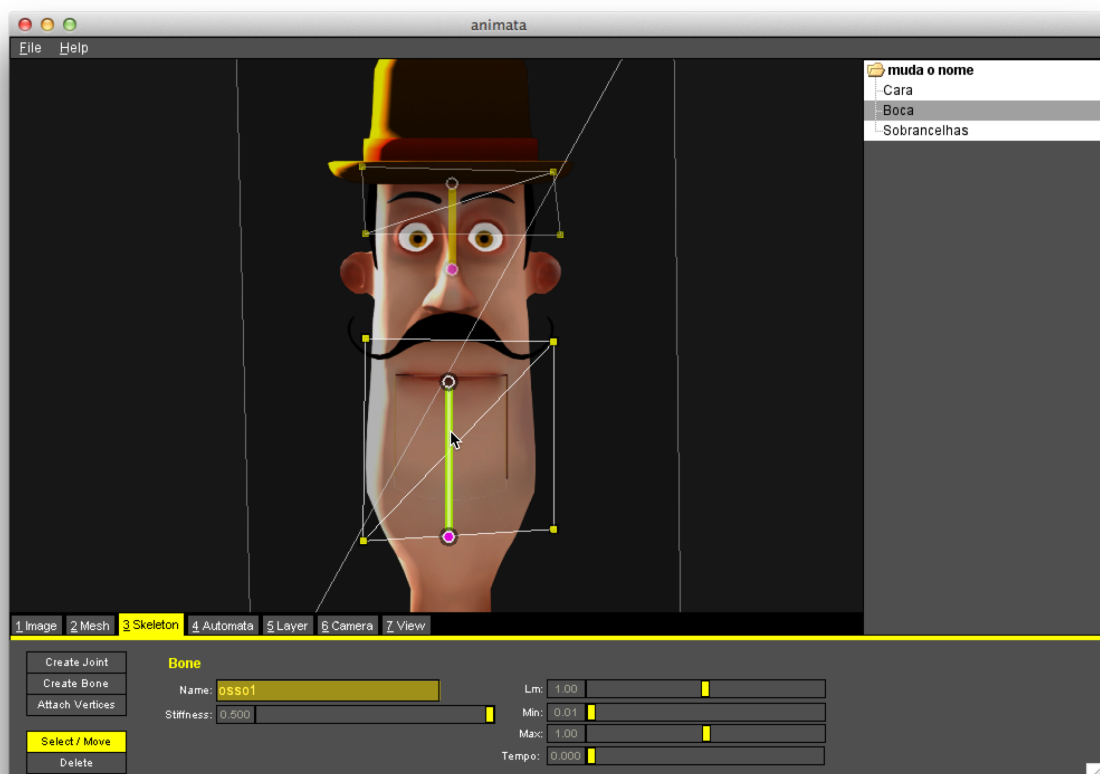 animata
File Help
muda o nome
Cara
Boca
Sobrancelhas
1 Image 2 Mesh 3 Skeleton 4 Automata 5 Layer 6 Camera 7 View
Create Joint
Create Bone
Attach Vertices
Select / Move
Delete
Bone
Name: osso1
Stiffness: 0.500
Lm: 1.00
Min: 0.01
Max: 1.00
Tempo: 0.000